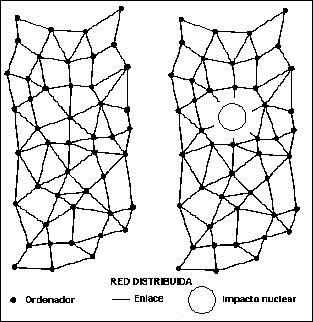 RED DISTRIBUIDA
Ordenador Enlace Impacto nuclear